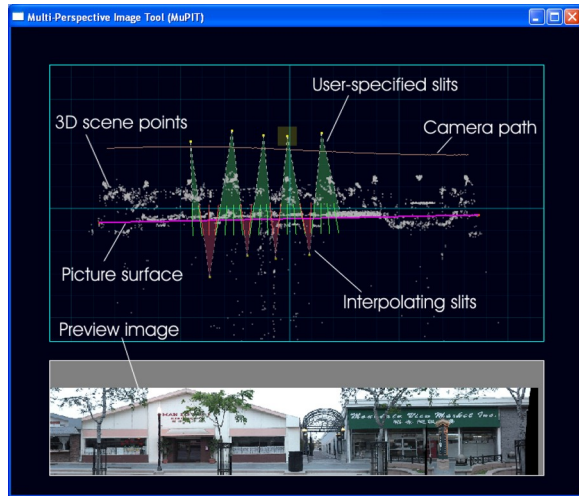 Multi-Perspective Image Tool (MuPIT)
User-specified slits
3D scene points
Camera path
Picture surface
Interpolating slits
Preview image